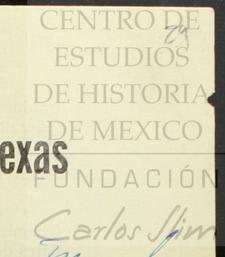 CENTRO DE
ESTUDIOS
DE HISTORIA
DE MEXICO
exas
FUNDACIÓN
Carlos Slim